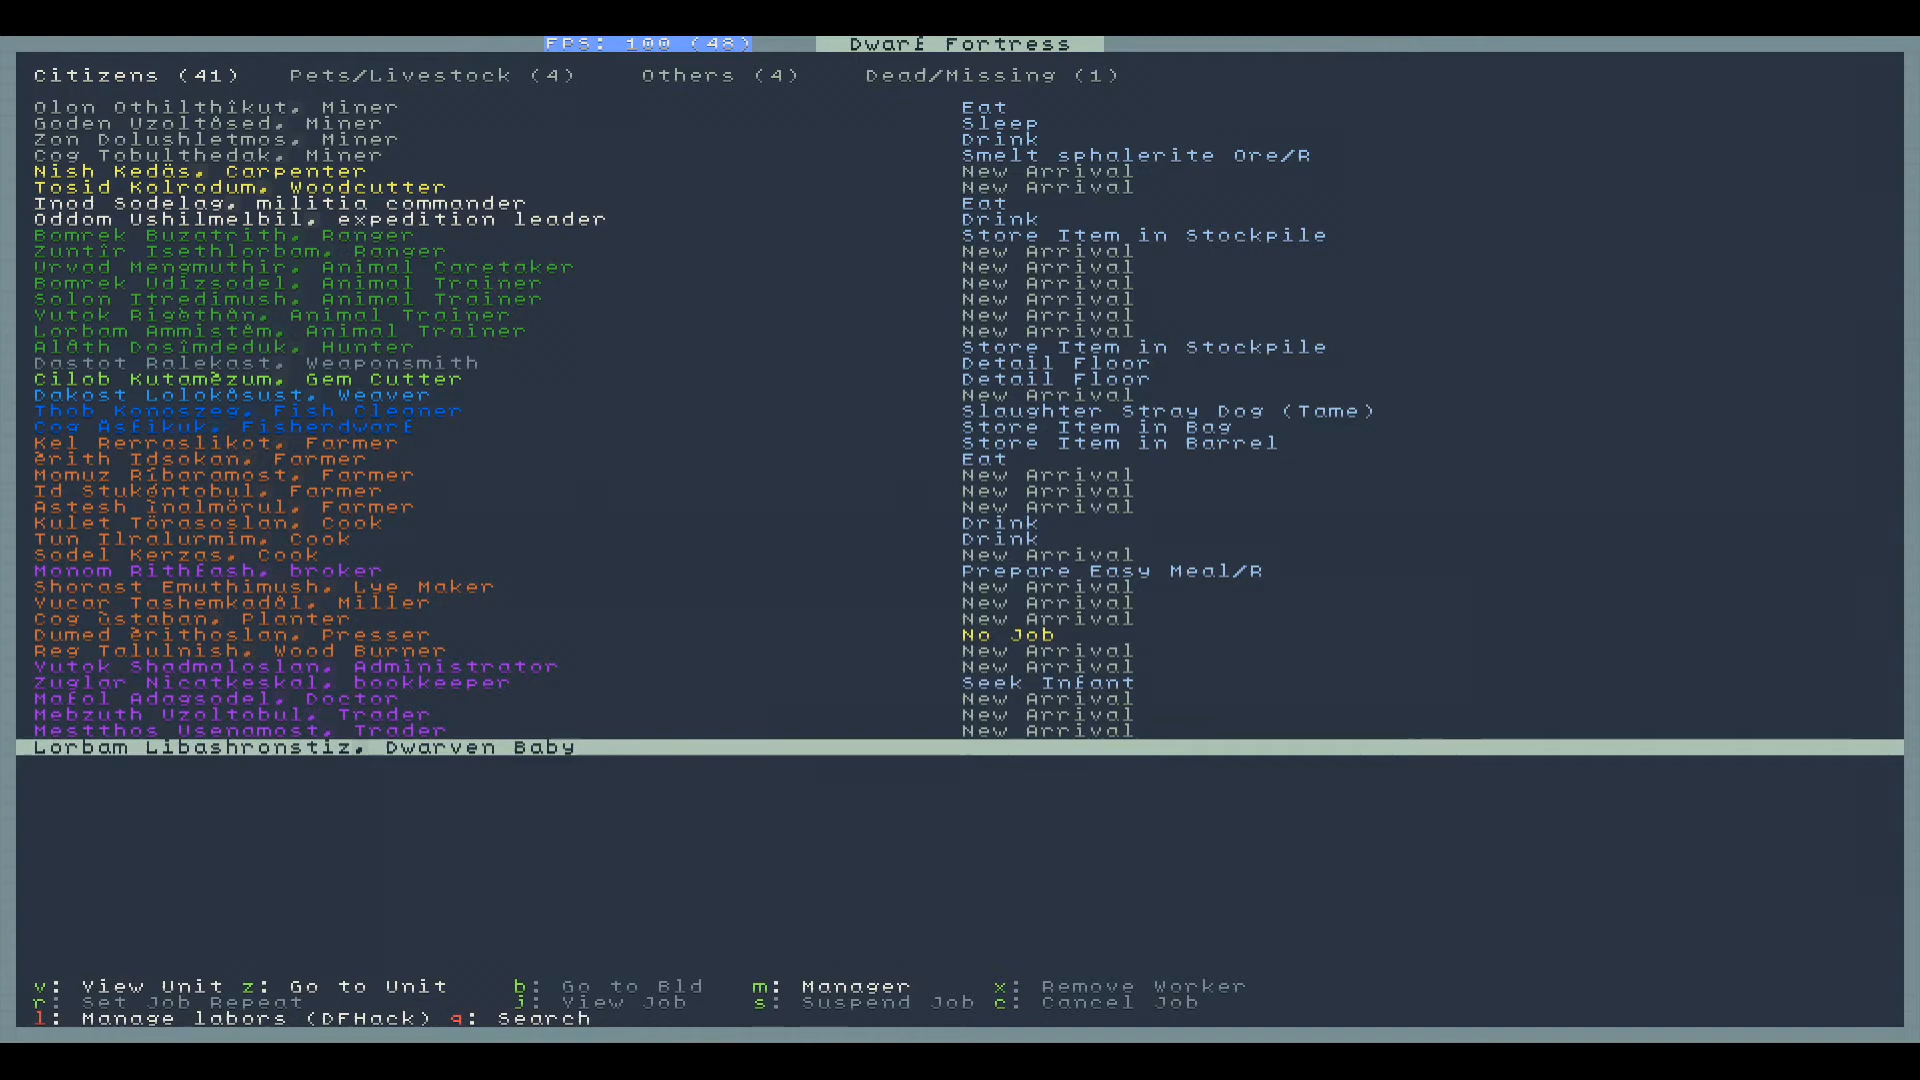 FPS: 100 (48) Dwarf Fortress
Citizens (41) Pets/Livestock (4) Others (4) Dead/Missing (1)
Olon Othilthîkut, Miner Eat
Goden Uzoltôsed, Miner Sleep
Zon Dolushletmos, Miner Drink
Cog Tobulthedak, Miner Smelt sphalerite Ore/R
Nish Kedäs, Carpenter New Arrival
Tosid Kolrodum, Woodcutter New Arrival
Inod Sodelag, militia commander Eat
Oddom Ushilmelbil, expedition leader Drink
Bomrek Buzatrith, Ranger Store Item in Stockpile
Zuntîr Isethlorbam, Ranger New Arrival
Urvad Mengmuthir, Animal Caretaker New Arrival
Bomrek Udizsodel, Animal Trainer New Arrival
Solon Itredimush, Animal Trainer New Arrival
Vutok Rigòthôn, Animal Trainer New Arrival
Lorbam Ammistêm, Animal Trainer New Arrival
Alâth Dosîmdeduk, Hunter Store Item in Stockpile
Dastot Ralekast, Weaponsmith Detail Floor
Cilob Kutamèzum, Gem Cutter Detail Floor
Dakost Lolokôsust, Weaver New Arrival
Thob Konoszeg, Fish Cleaner Slaughter Stray Dog (Tame)
Cog Asfikuk, Fisherdwarf Store Item in Bag
Kel Rerraslikot, Farmer Store Item in Barrel
èrith Idsokan, Farmer Eat
Momuz Ribaramost, Farmer New Arrival
Id Stukóntobul, Farmer New Arrival
Astesh inalmörul, Farmer New Arrival
Kulet Törasoslan, Cook Drink
Tun Ilralurmim, Cook Drink
Sodel Kerzas, Cook New Arrival
Monom Rithfash, broker Prepare Easy Meal/R
Shorast Emuthimush, Lye Maker New Arrival
Vucar Tashemkadôl, Miller New Arrival
Cog ùstaban, Planter New Arrival
Dumed èrithoslan, Presser No Job
Reg Talulnish, Wood Burner New Arrival
Vutok Shadmaloslan, Administrator New Arrival
Zuglar Nicatkeskal, bookkeeper Seek Infant
Mafol Adagsodel, Doctor New Arrival
Mebzuth Uzoltobul, Trader New Arrival
Mestthos Usenamost, Trader New Arrival
Lorbam Libashronstiz, Dwarven Baby
v: View Unit z: Go to Unit b: Go to Bld m: Manager x: Remove Worker
r: Set Job Repeat j: View Job s: Suspend Job c: Cancel Job
l: Manage labors (DFHack) q: Search